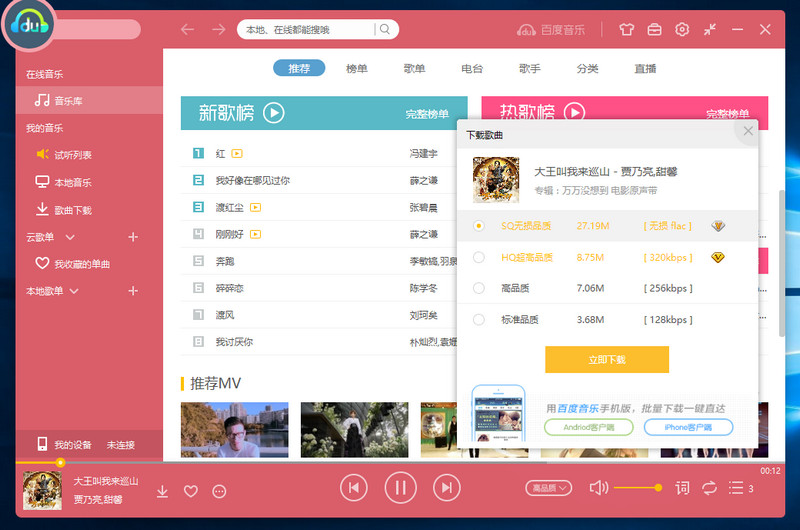 du
本地、在线都能搜哦
百度音乐
在线音乐
音乐库
我的音乐
试听列表
本地音乐
歌曲下载
云歌单
我收藏的单曲
本地歌单
我的设备 未连接
推荐 榜单 歌单 电台 歌手 分类 直播
新歌榜 完整榜单
热歌榜 完整榜单
1 红 冯建宇
2 我好像在哪见过你 薛之谦
3 渡红尘 张碧晨
4 刚刚好 薛之谦
5 奔跑 李敏镐,羽泉
6 碎碎恋 陈学冬
7 渡风 刘珂矣
8 我讨厌你 朴灿烈,袁姗
推荐MV
下载歌曲
大王叫我来巡山 - 贾乃亮,甜馨
专辑：万万没想到 电影原声带
SQ无损品质 27.19M [ 无损 flac ]
HQ超高品质 8.75M [ 320kbps ]
高品质 7.06M [ 256kbps ]
标准品质 3.68M [ 128kbps ]
立即下载
用百度音乐手机版，批量下载一键直达
Andriod客户端 iPhone客户端
00:12
大王叫我来巡山
贾乃亮,甜馨
高品质
词
3